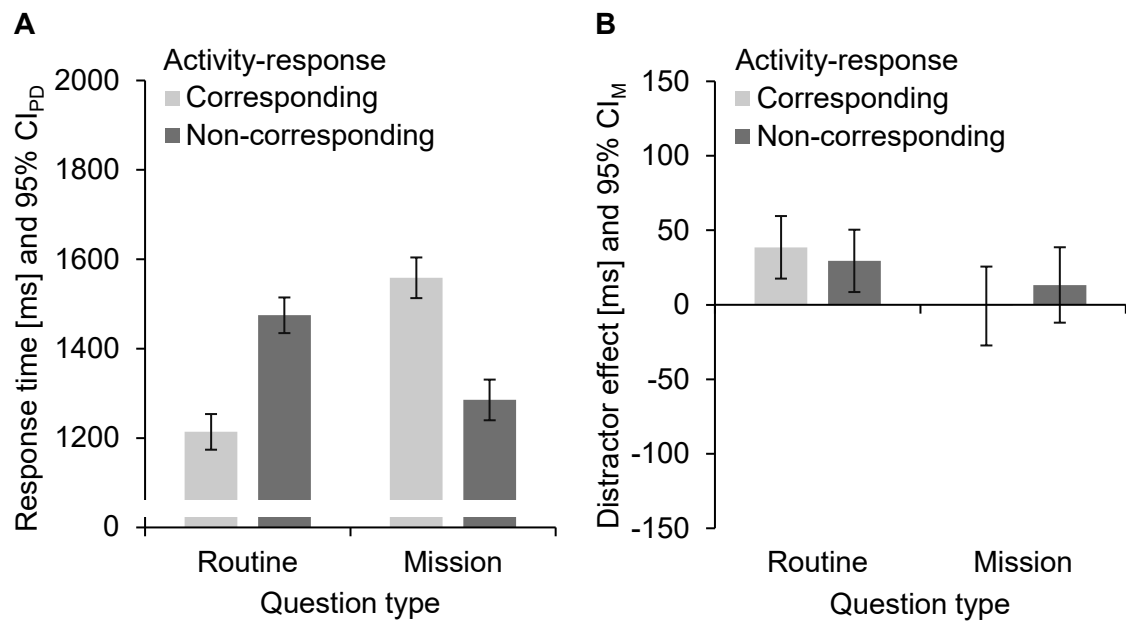 A
Response time [ms] and 95% CI_PD
Activity-response
Corresponding
Non-corresponding
2000
1800
1600
1400
1200
0
Routine
Mission
Question type
B
Distractor effect [ms] and 95% CI_M
Activity-response
Corresponding
Non-corresponding
150
100
50
0
-50
-100
-150
Routine
Mission
Question type